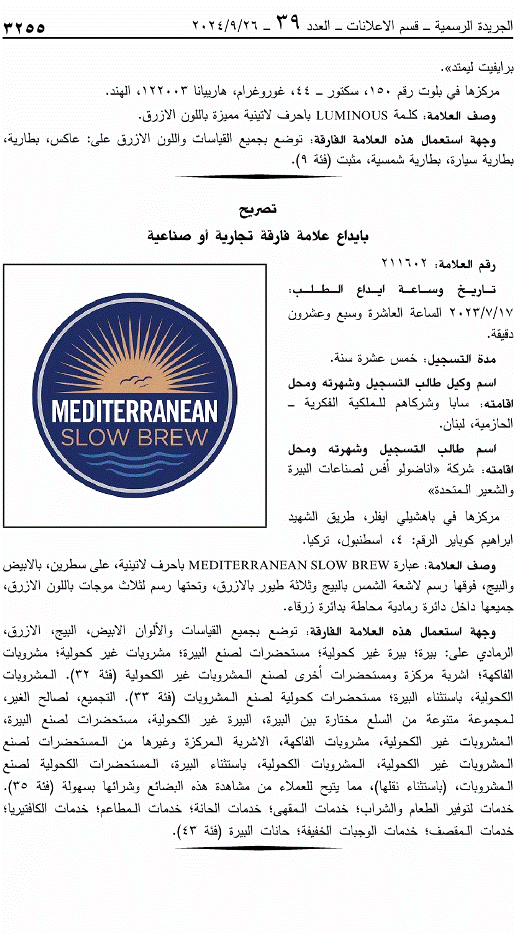 الجريدة الرسمية – قسم الاعلانات – العدد ٣٩ – ٢٠٢٤/٩/٢٦
٣٢٥٥
برايفيت ليمتد».
مركزها في بلوت رقم ١٥٠، سكتور – ٤٤، غوروغرام، هاريانا ١٢٢٠٠٣، الهند.
وصف العلامة: كلمة LUMINOUS باحرف لاتينية مميزة باللون الازرق.
وجهة استعمال هذه العلامة الفارقة: توضع بجميع القياسات واللون الازرق على: عاكس، بطارية،
بطارية سيارة، بطارية شمسية، مثبت (فئة ٩).
تصريح
بايداع علامة فارقة تجارية أو صناعية
رقم العلامة: ٢١١٦٠٢
تاريخ وساعة ايداع الطلب:
٢٠٢٣/٧/١٧ الساعة العاشرة وسبع وعشرون
دقيقة.
مدة التسجيل: خمس عشرة سنة.
اسم وكيل طالب التسجيل وشهرته ومحل
اقامته: سابا وشركاهم للملكية الفكرية –
الحازمية، لبنان.
اسم طالب التسجيل وشهرته ومحل
اقامته: شركة «اناضولو أفس لصناعات البيرة
والشعير المتحدة»
مركزها في باهشيلي ايفلر، طريق الشهيد
ابراهيم كوباير الرقم: ٤، اسطنبول، تركيا.
MEDITERRANEAN
SLOW BREW
وصف العلامة: عبارة MEDITERRANEAN SLOW BREW باحرف لاتينية، على سطرين، بالابيض
والبيج، فوقها رسم لاشعة الشمس بالبيج وثلاثة طيور بالازرق، وتحتها رسم لثلاث موجات باللون الازرق،
جميعها داخل دائرة رمادية محاطة بدائرة زرقاء.
وجهة استعمال هذه العلامة الفارقة: توضع بجميع القياسات والألوان الابيض، البيج، الازرق،
الرمادي على: بيرة؛ بيرة غير كحولية؛ مستحضرات لصنع البيرة؛ مشروبات غير كحولية؛ مشروبات
الفاكهة؛ اشربة مركزة ومستحضرات أخرى لصنع المشروبات غير الكحولية (فئة ٣٢). المشروبات
الكحولية، باستثناء البيرة؛ مستحضرات كحولية لصنع المشروبات (فئة ٣٣). التجميع، لصالح الغير،
لمجموعة متنوعة من السلع مختارة بين البيرة، البيرة غير الكحولية، مستحضرات لصنع البيرة،
المشروبات غير الكحولية، مشروبات الفاكهة، الاشربة المركزة وغيرها من المستحضرات لصنع
المشروبات غير الكحولية، المشروبات الكحولية، باستثناء البيرة، المستحضرات الكحولية لصنع
المشروبات، (باستثناء نقلها)، مما يتيح للعملاء من مشاهدة هذه البضائع وشرائها بسهولة (فئة ٣٥).
خدمات لتوفير الطعام والشراب؛ خدمات المقهى؛ خدمات الحانة؛ خدمات المطاعم؛ خدمات الكافتيريا؛
خدمات المقصف؛ خدمات الوجبات الخفيفة؛ حانات البيرة (فئة ٤٣).